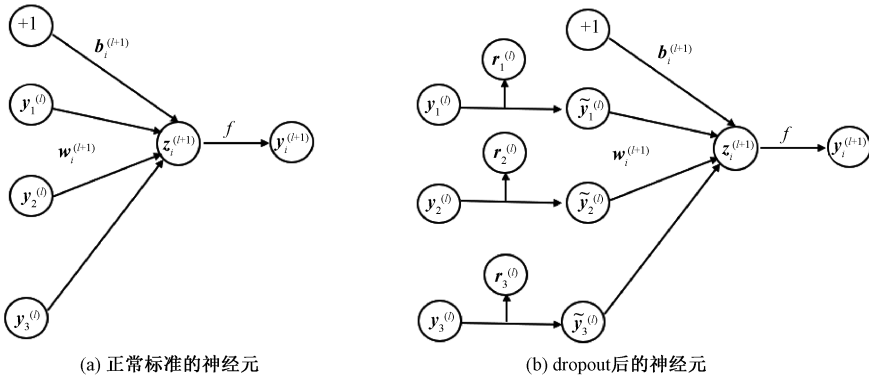 +1
b_i^(l+1)
y_1^(l)
w_i^(l+1)
z_i^(l+1)
f
y_i^(l+1)
y_2^(l)
y_3^(l)
(a) 正常标准的神经元
+1
b_i^(l+1)
r_1^(l)
y_1^(l)
ỹ_1^(l)
r_2^(l)
w_i^(l+1)
z_i^(l+1)
f
y_i^(l+1)
y_2^(l)
ỹ_2^(l)
r_3^(l)
y_3^(l)
ỹ_3^(l)
(b) dropout后的神经元